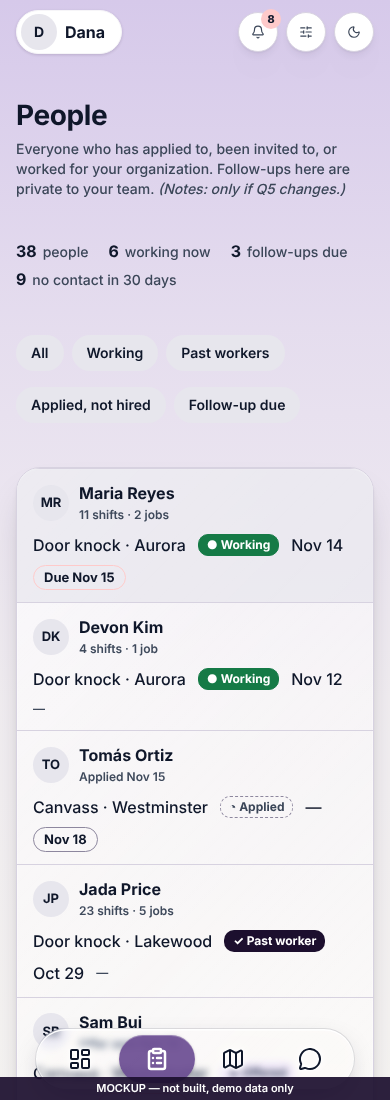 D Dana 8
People
Everyone who has applied to, been invited to, or
worked for your organization. Follow-ups here are
private to your team. (Notes: only if Q5 changes.)
38 people 6 working now 3 follow-ups due
9 no contact in 30 days
All Working Past workers
Applied, not hired Follow-up due
MR Maria Reyes
11 shifts · 2 jobs
Door knock · Aurora Working Nov 14
Due Nov 15
DK Devon Kim
4 shifts · 1 job
Door knock · Aurora Working Nov 12
—
TO Tomás Ortiz
Applied Nov 15
Canvass · Westminster Applied —
Nov 18
JP Jada Price
23 shifts · 5 jobs
Door knock · Lakewood ✓ Past worker
Oct 29 —
Sam Bui
MOCKUP — not built, demo data only